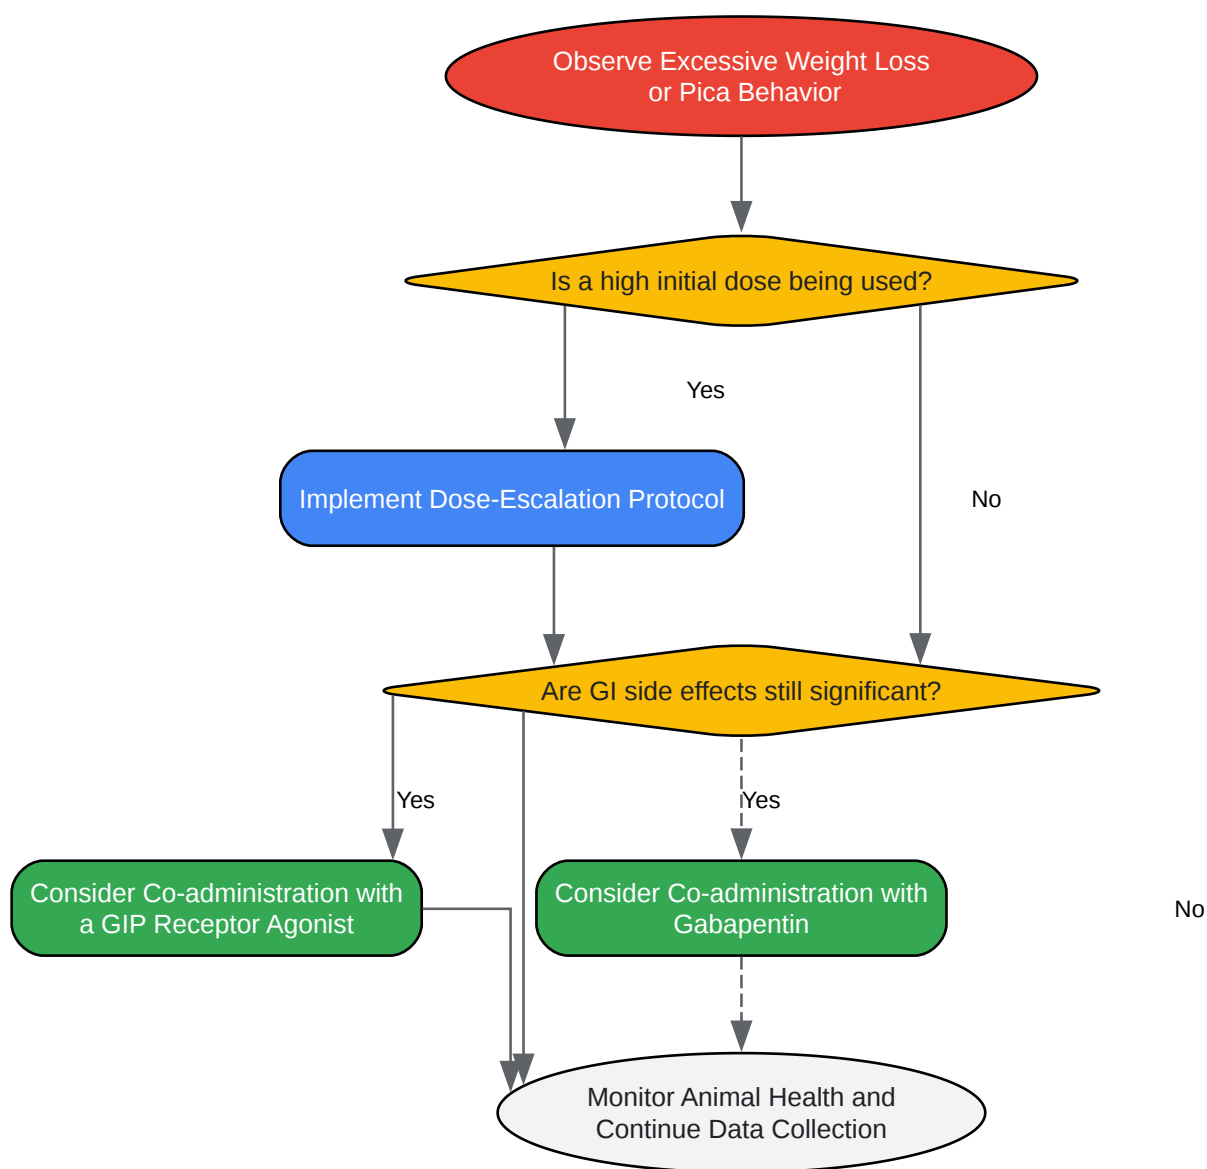 Observe Excessive Weight Loss
or Pica Behavior
Is a high initial dose being used?
Yes
Implement Dose-Escalation Protocol
No
Are GI side effects still significant?
Yes
Yes
Consider Co-administration with
a GIP Receptor Agonist
Consider Co-administration with
Gabapentin
No
Monitor Animal Health and
Continue Data Collection